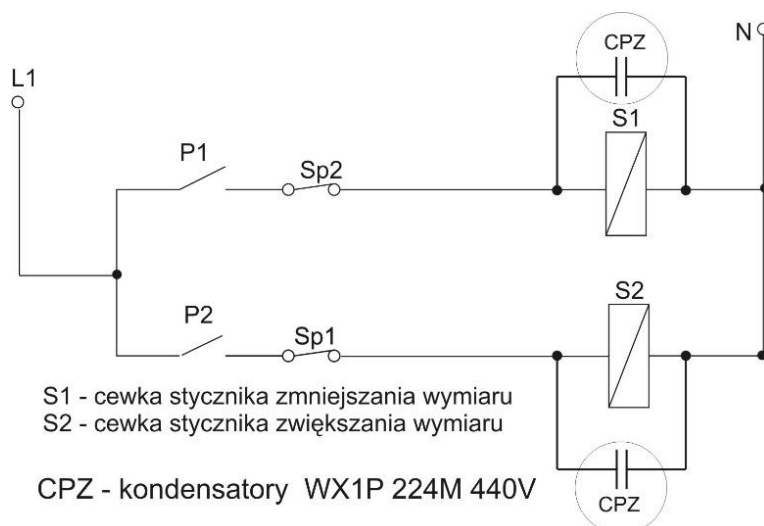 CPZ
N
L1
S1
P1
Sp2
S2
P2
Sp1
S1 - cewka stycznika zmniejszania wymiaru
S2 - cewka stycznika zwiększania wymiaru
CPZ - kondensatory WX1P 224M 440V
CPZ